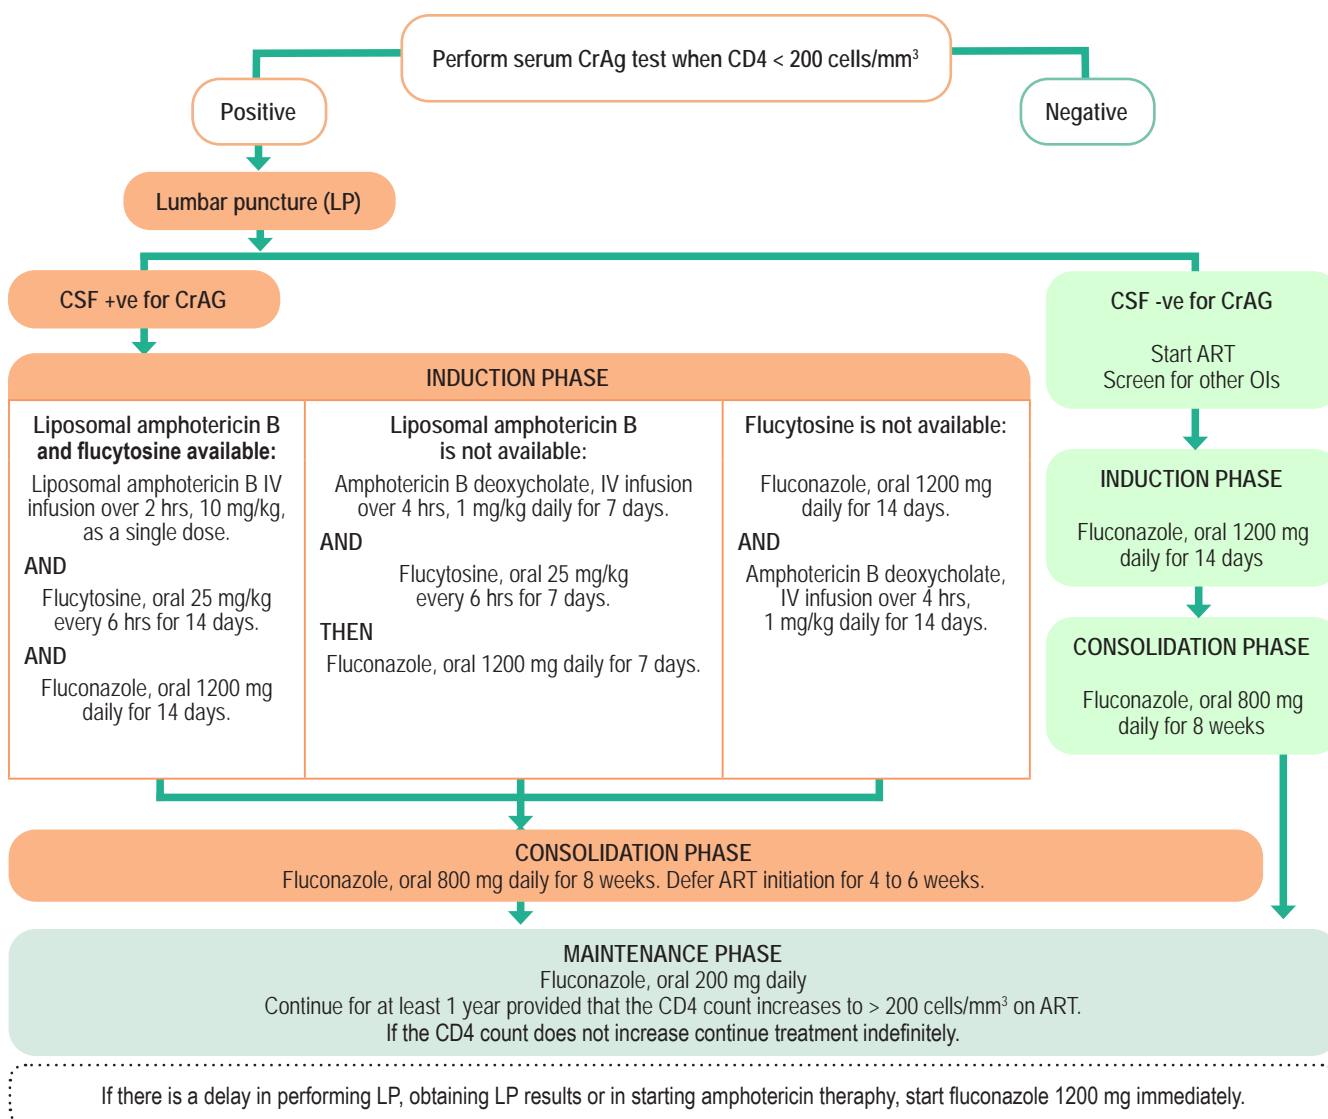 Perform serum CrAg test when CD4 < 200 cells/mm³
Positive
Negative
Lumbar puncture (LP)
CSF +ve for CrAG
CSF -ve for CrAG
Start ART
Screen for other OIs
INDUCTION PHASE
Liposomal amphotericin B
and flucytosine available:
Liposomal amphotericin B IV
infusion over 2 hrs, 10 mg/kg,
as a single dose.
AND
Flucytosine, oral 25 mg/kg
every 6 hrs for 14 days.
AND
Fluconazole, oral 1200 mg
daily for 14 days.
Liposomal amphotericin B
is not available:
Amphotericin B deoxycholate, IV infusion
over 4 hrs, 1 mg/kg daily for 7 days.
AND
Flucytosine, oral 25 mg/kg
every 6 hrs for 7 days.
THEN
Fluconazole, oral 1200 mg daily for 7 days.
Flucytosine is not available:
Fluconazole, oral 1200 mg
daily for 14 days.
AND
Amphotericin B deoxycholate,
IV infusion over 4 hrs,
1 mg/kg daily for 14 days.
INDUCTION PHASE
Fluconazole, oral 1200 mg
daily for 14 days
CONSOLIDATION PHASE
Fluconazole, oral 800 mg
daily for 8 weeks
CONSOLIDATION PHASE
Fluconazole, oral 800 mg daily for 8 weeks. Defer ART initiation for 4 to 6 weeks.
MAINTENANCE PHASE
Fluconazole, oral 200 mg daily
Continue for at least 1 year provided that the CD4 count increases to > 200 cells/mm³ on ART.
If the CD4 count does not increase continue treatment indefinitely.
If there is a delay in performing LP, obtaining LP results or in starting amphotericin theraphy, start fluconazole 1200 mg immediately.